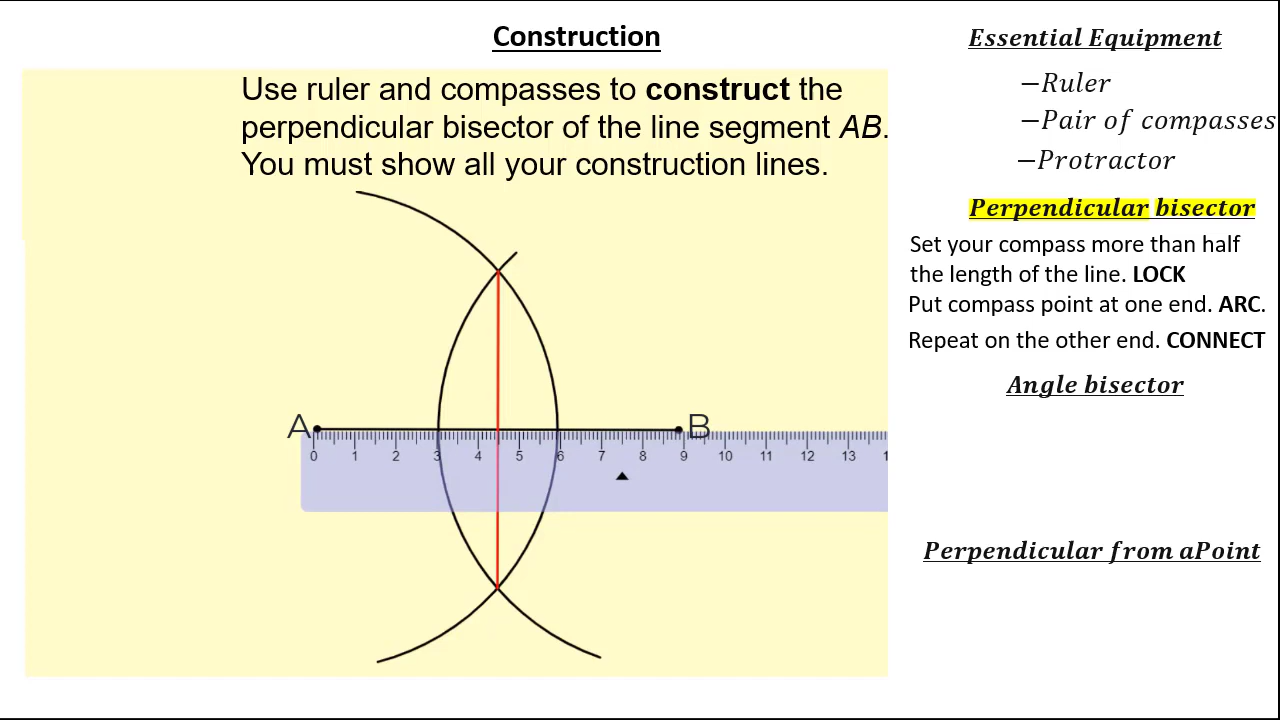 Construction
Use ruler and compasses to construct the
perpendicular bisector of the line segment AB.
You must show all your construction lines.
A
B
0 1 2 3 4 5 6 7 8 9 10 11 12 13 1
Essential Equipment
−Ruler
−Pair of compasses
−Protractor
Perpendicular bisector
Set your compass more than half
the length of the line. LOCK
Put compass point at one end. ARC.
Repeat on the other end. CONNECT
Angle bisector
Perpendicular from aPoint